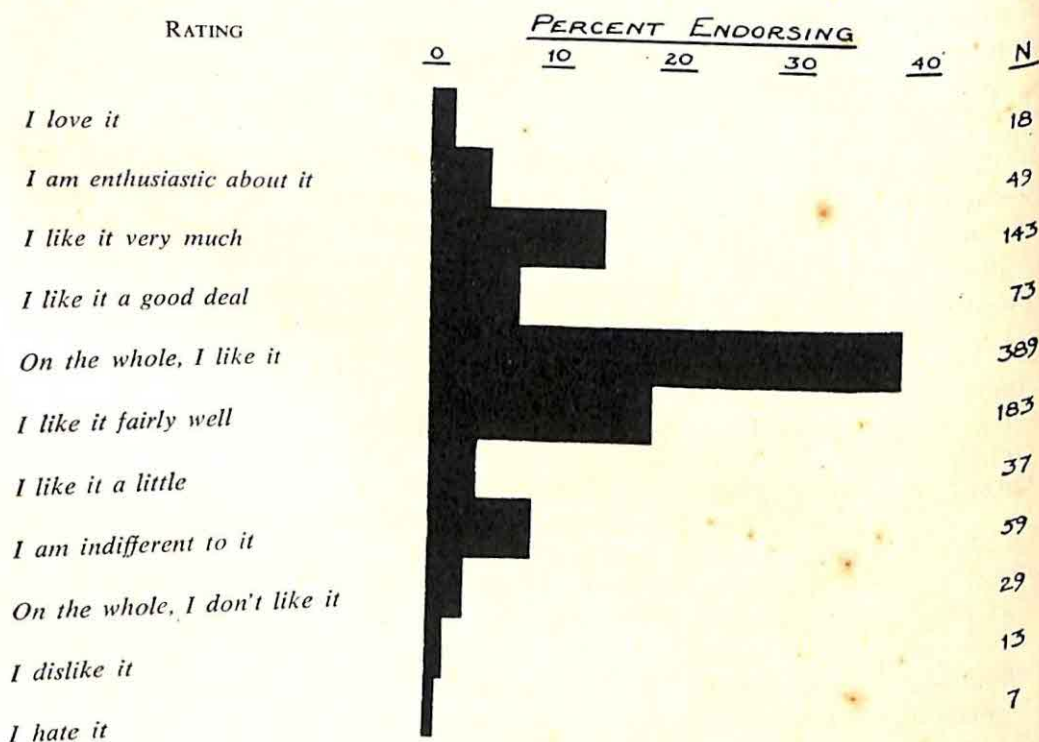 RATING PERCENT ENDORSING
0 10 20 30 40 N
I love it 18
I am enthusiastic about it 49
I like it very much 143
I like it a good deal 73
On the whole, I like it 389
I like it fairly well 183
I like it a little 37
I am indifferent to it 59
On the whole, I don't like it 29
I dislike it 13
I hate it 7